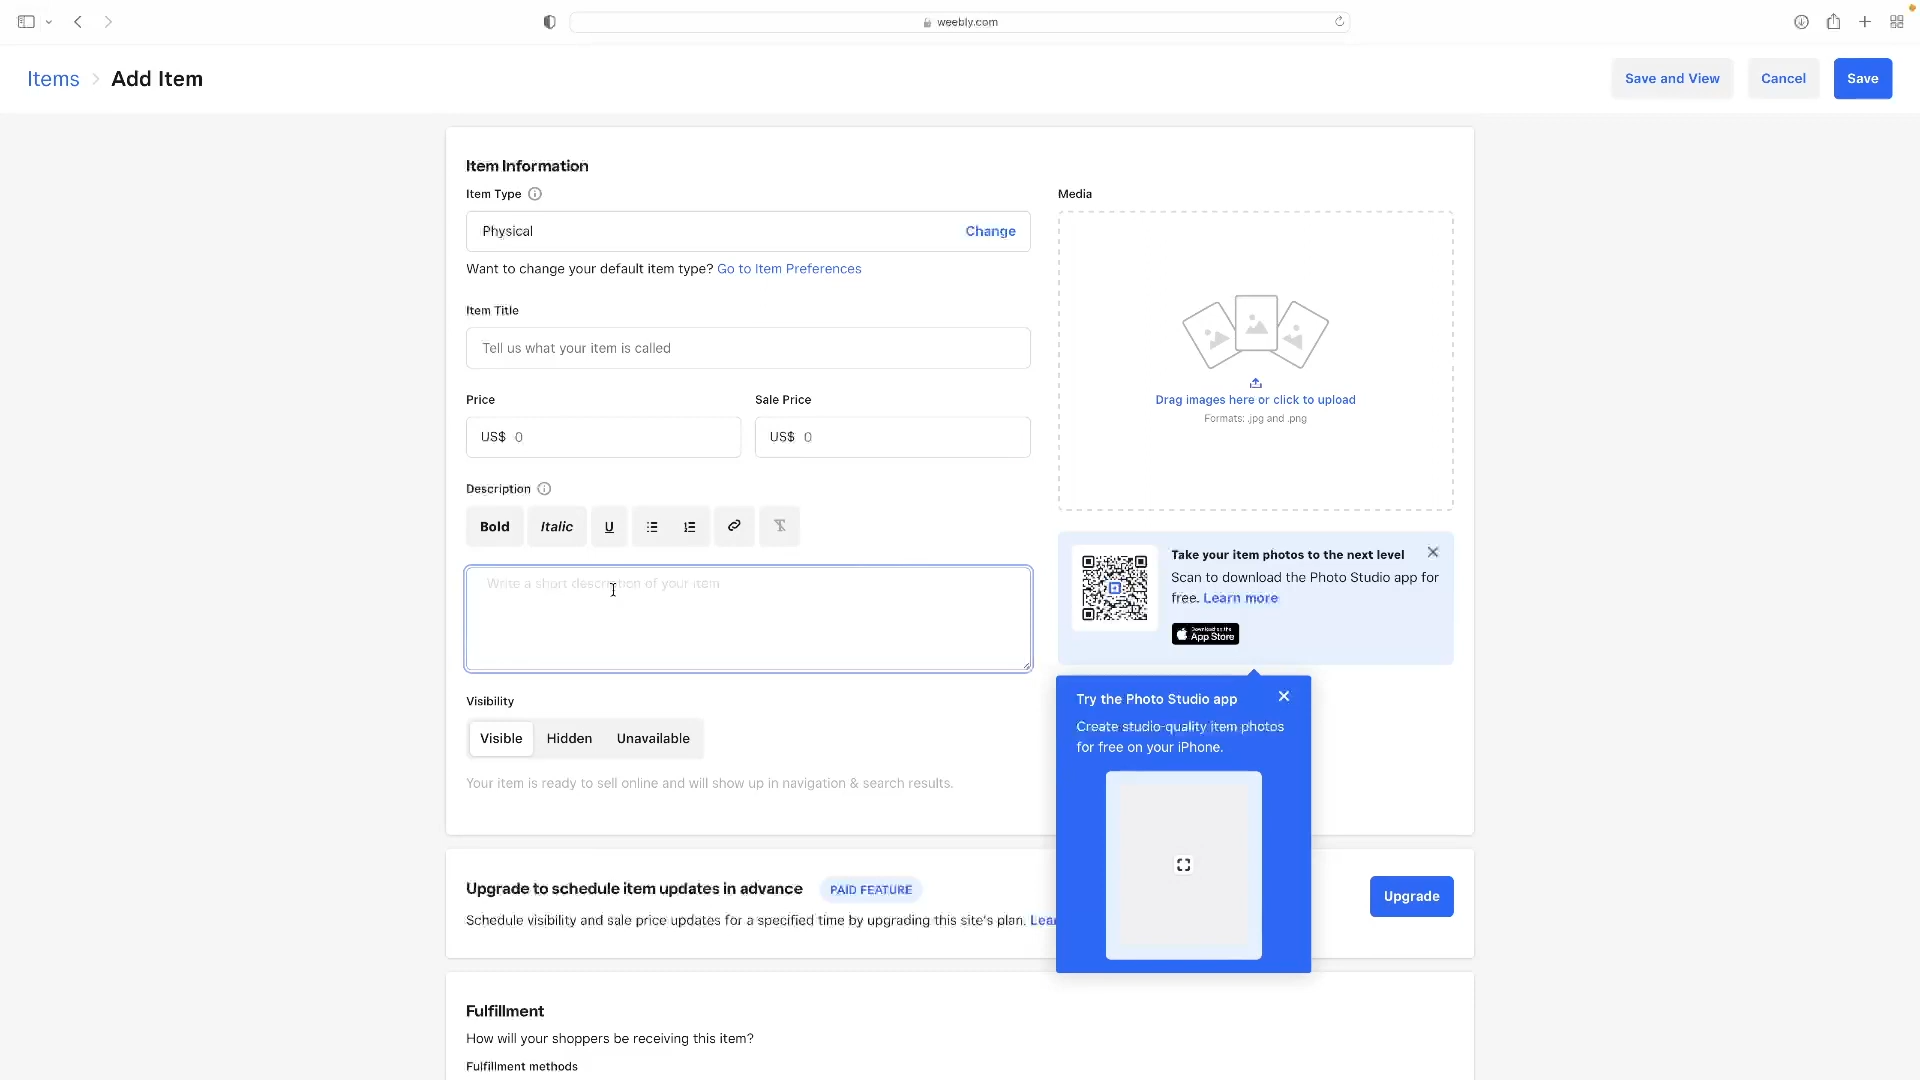 weebly.com
Items > Add Item
Save and View
Cancel
Save
Item Information
Item Type
Physical
Change
Want to change your default item type? Go to Item Preferences
Item Title
Tell us what your item is called
Price
Sale Price
US$ 0
US$ 0
Description
Bold
Italic
U
Write a short description of your item
Visibility
Visible
Hidden
Unavailable
Your item is ready to sell online and will show up in navigation & search results.
Media
Drag images here or click to upload
Formats: .jpg and .png
Take your item photos to the next level
Scan to download the Photo Studio app for
free. Learn more
Download on the
App Store
Try the Photo Studio app
Create studio-quality item photos
for free on your iPhone.
Upgrade to schedule item updates in advance
PAID FEATURE
Schedule visibility and sale price updates for a specified time by upgrading this site's plan.
Upgrade
Fulfillment
How will your shoppers be receiving this item?
Fulfillment methods